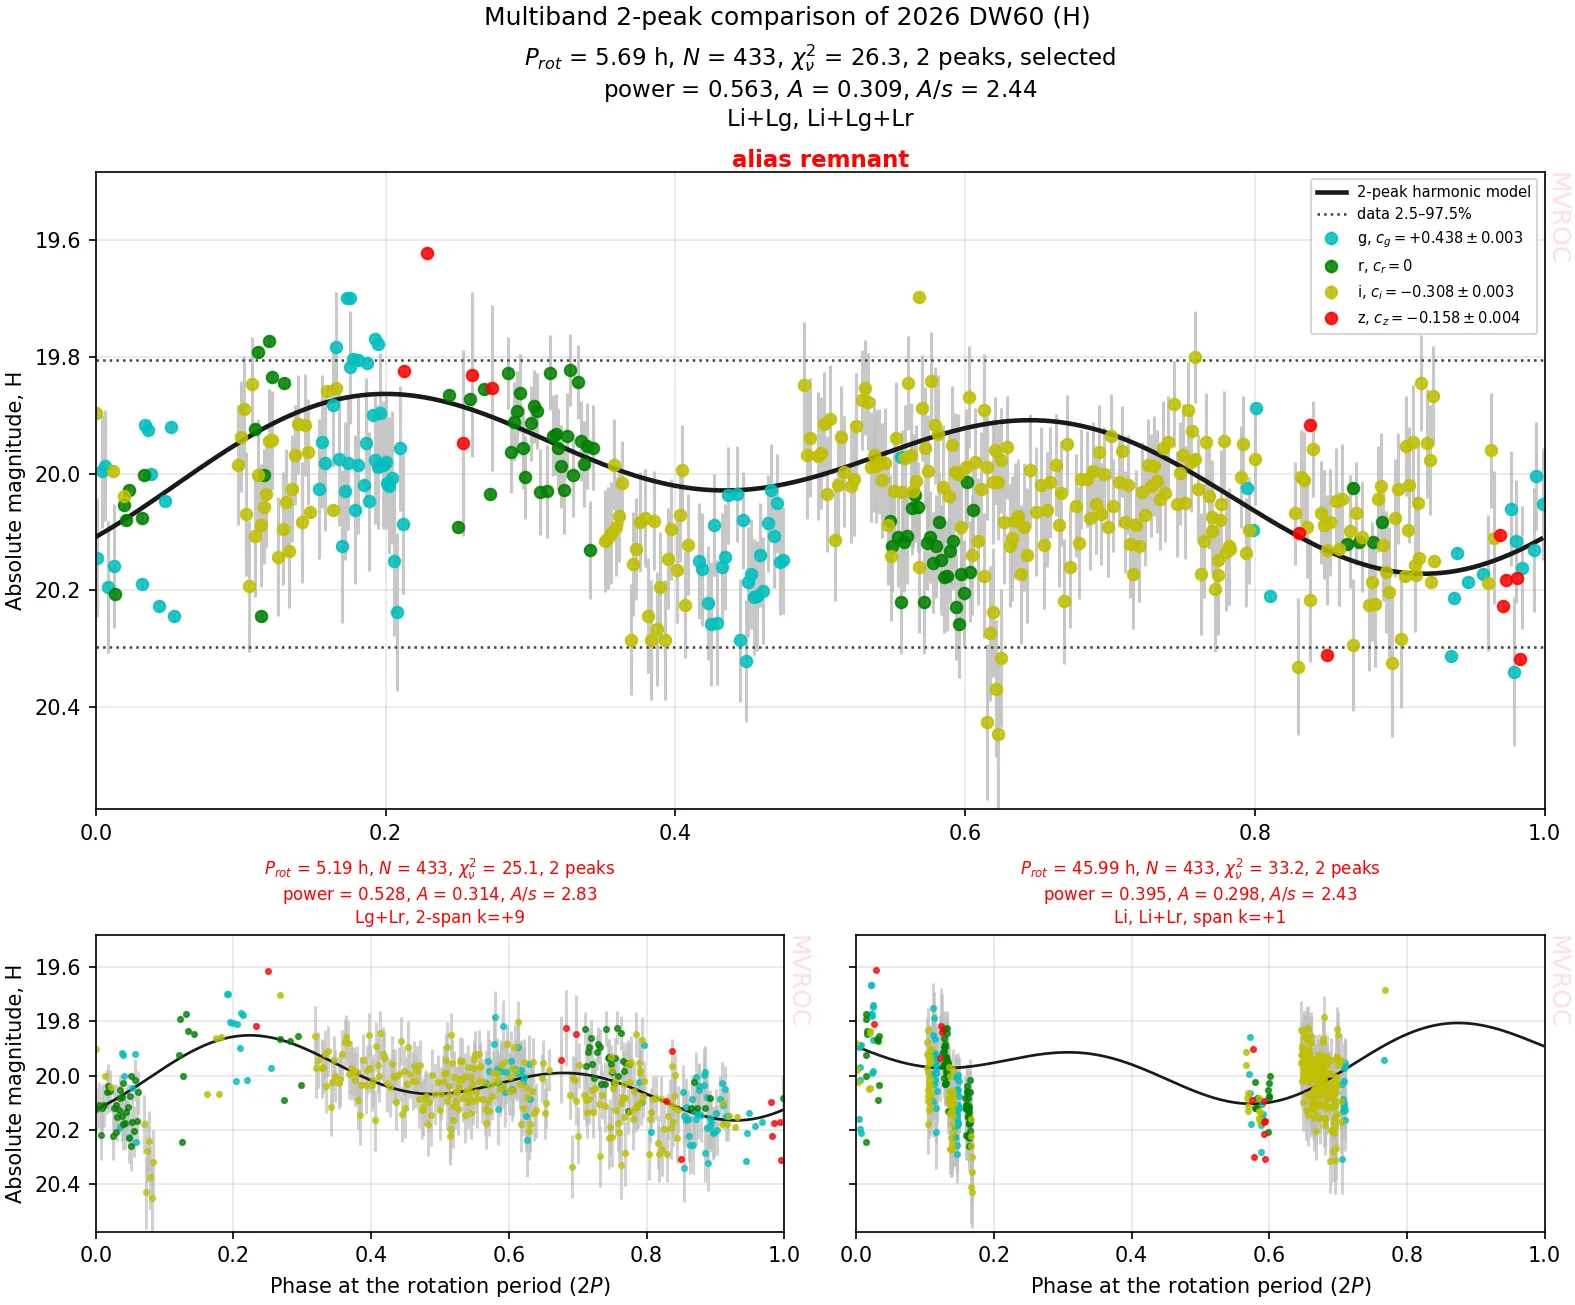 Multiband 2-peak comparison of 2026 DW60 (H)
P_rot = 5.69 h, N = 433, χ²_ν = 26.3, 2 peaks, selected
power = 0.563, A = 0.309, A/s = 2.44
Li+Lg, Li+Lg+Lr
alias remnant
MVROC
2-peak harmonic model
data 2.5–97.5%
g, c_g = +0.438 ± 0.003
r, c_r = 0
i, c_i = −0.308 ± 0.003
z, c_z = −0.158 ± 0.004
Absolute magnitude, H
19.6
19.8
20.0
20.2
20.4
0.0 0.2 0.4 0.6 0.8 1.0
P_rot = 5.19 h, N = 433, χ²_ν = 25.1, 2 peaks
power = 0.528, A = 0.314, A/s = 2.83
Lg+Lr, 2-span k=+9
MVROC
Absolute magnitude, H
19.6
19.8
20.0
20.2
20.4
0.0 0.2 0.4 0.6 0.8 1.0
Phase at the rotation period (2P)
P_rot = 45.99 h, N = 433, χ²_ν = 33.2, 2 peaks
power = 0.395, A = 0.298, A/s = 2.43
Li, Li+Lr, span k=+1
MVROC
0.0 0.2 0.4 0.6 0.8 1.0
Phase at the rotation period (2P)